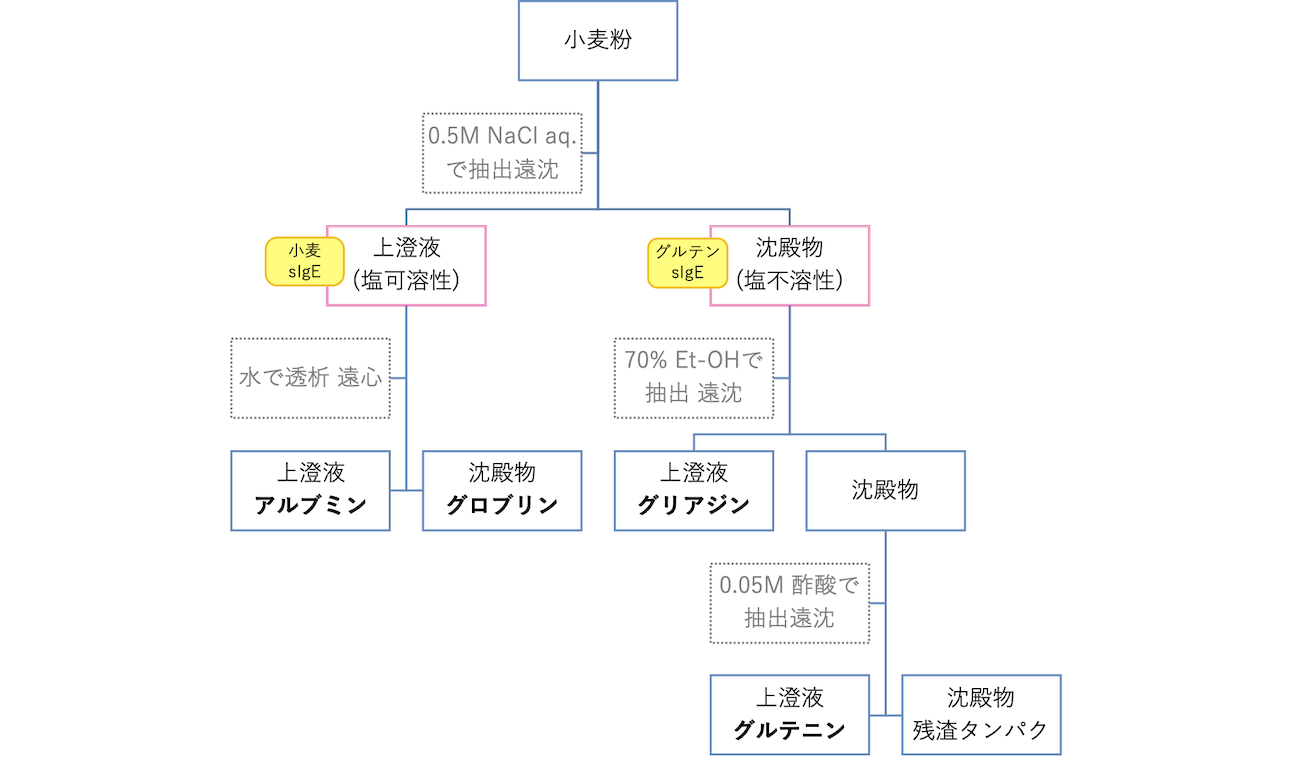 小麦粉
0.5M NaCl aq.
で抽出遠沈
小麦
sIgE
上澄液
(塩可溶性)
グルテン
sIgE
沈殿物
(塩不溶性)
水で透析 遠心
70% Et-OHで
抽出 遠沈
上澄液
アルブミン
沈殿物
グロブリン
上澄液
グリアジン
沈殿物
0.05M 酢酸で
抽出遠沈
上澄液
グルテニン
沈殿物
残渣タンパク